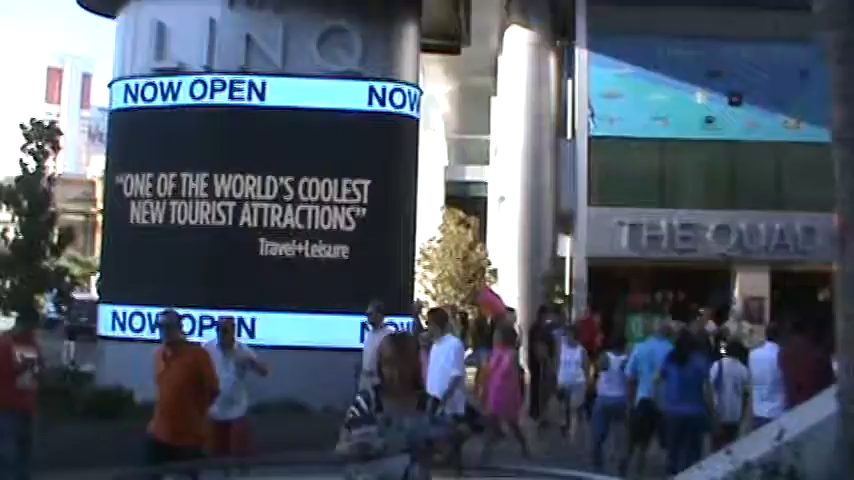 LINQ
NOW OPEN NOW
"ONE OF THE WORLD'S COOLEST
NEW TOURIST ATTRACTIONS"
Travel+Leisure
NOW OPEN NOW
THE QUAD